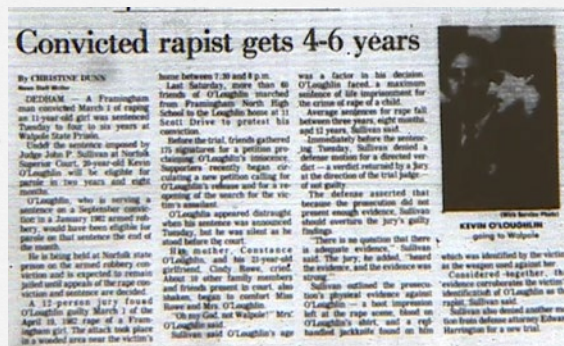 Convicted rapist gets 4-6 years
By CHRISTINE DUNN
News Staff Writer
DEDHAM — A Framingham
man convicted March 1 of raping
an 11-year-old girl was sentenced
Tuesday to four to six years at
Walpole State Prison.
Under the sentence imposed by
Judge John P. Sullivan at Norfolk
Superior Court, 20-year-old Kevin
O'Loughlin will be eligible for
parole in two years and eight
months.
O'Loughlin, who is serving a
sentence on a September convic-
tion in a January 1982 armed rob-
bery, would have been eligible for
parole on that sentence the end of
the month.
He is being held at Norfolk state
prison on the armed robbery con-
viction and is expected to remain
jailed until appeals of the rape con-
viction and sentence are decided.
A 12-person jury found
O'Loughlin guilty March 1 of the
April 19, 1982 rape of a Fram-
ingham girl. The attack took place
in a wooded area near the victim's
home between 7:30 and 8 p.m.
Last Saturday, more than 60
friends of O'Loughlin marched
from Framingham North High
School to the Loughlin home at 11
Scott Drive to protest his
conviction.
Before the trial, friends gathered
175 signatures for a petition pro-
claiming O'Loughlin's innocence.
Supporters recently began cir-
culating a new petition calling for
O'Loughlin's release and for a re-
opening of the search for the vic-
tim's assailant.
O'Loughlin appeared distraught
when his sentence was announced
Tuesday, but he was silent as he
stood before the court.
His mother, Constance
O'Loughlin, and his 21-year-old
girlfriend, Cindy Rowe, cried.
About 10 other family members
and friends present in court, also
shaken, began to comfort Miss
Rowe and Mrs. O'Loughlin.
"Oh my God, not Walpole!" Mrs.
O'Loughlin said.
Sullivan said O'Loughlin's age
was a factor in his decision.
O'Loughlin faced a maximum
sentence of life imprisonment for
the crime of rape of a child.
Average sentences for rape fall
between three years, eight months,
and 12 years, Sullivan said.
Immediately before the sentenc-
ing Tuesday, Sullivan denied a
defense motion for a directed ver-
dict — a verdict returned by a jury
at the direction of the trial judge —
of not guilty.
The defense asserted that
because the prosecution did not
present enough evidence, Sullivan
should overturn the jury's guilty
findings.
"There is no question that there
is adequate evidence," Sullivan
said. The jury, he added, "heard
the evidence, and the evidence was
strong."
Sullivan outlined the prosecu-
tion's physical evidence against
O'Loughlin — a boot impression
left at the rape scene, blood on
O'Loughlin's shirt, and a
handled jackknife found on him
(Wire Service Photo)
KEVIN O'LOUGHLIN
going to Walpole
which was identified by the victim
as the weapon used against her.
Considered together, the
evidence corroborates the victim's
identification of O'Loughlin as the
rapist, Sullivan said.
Sullivan also denied another mo-
tion from defense attorney Edward
Harrington for a new trial.